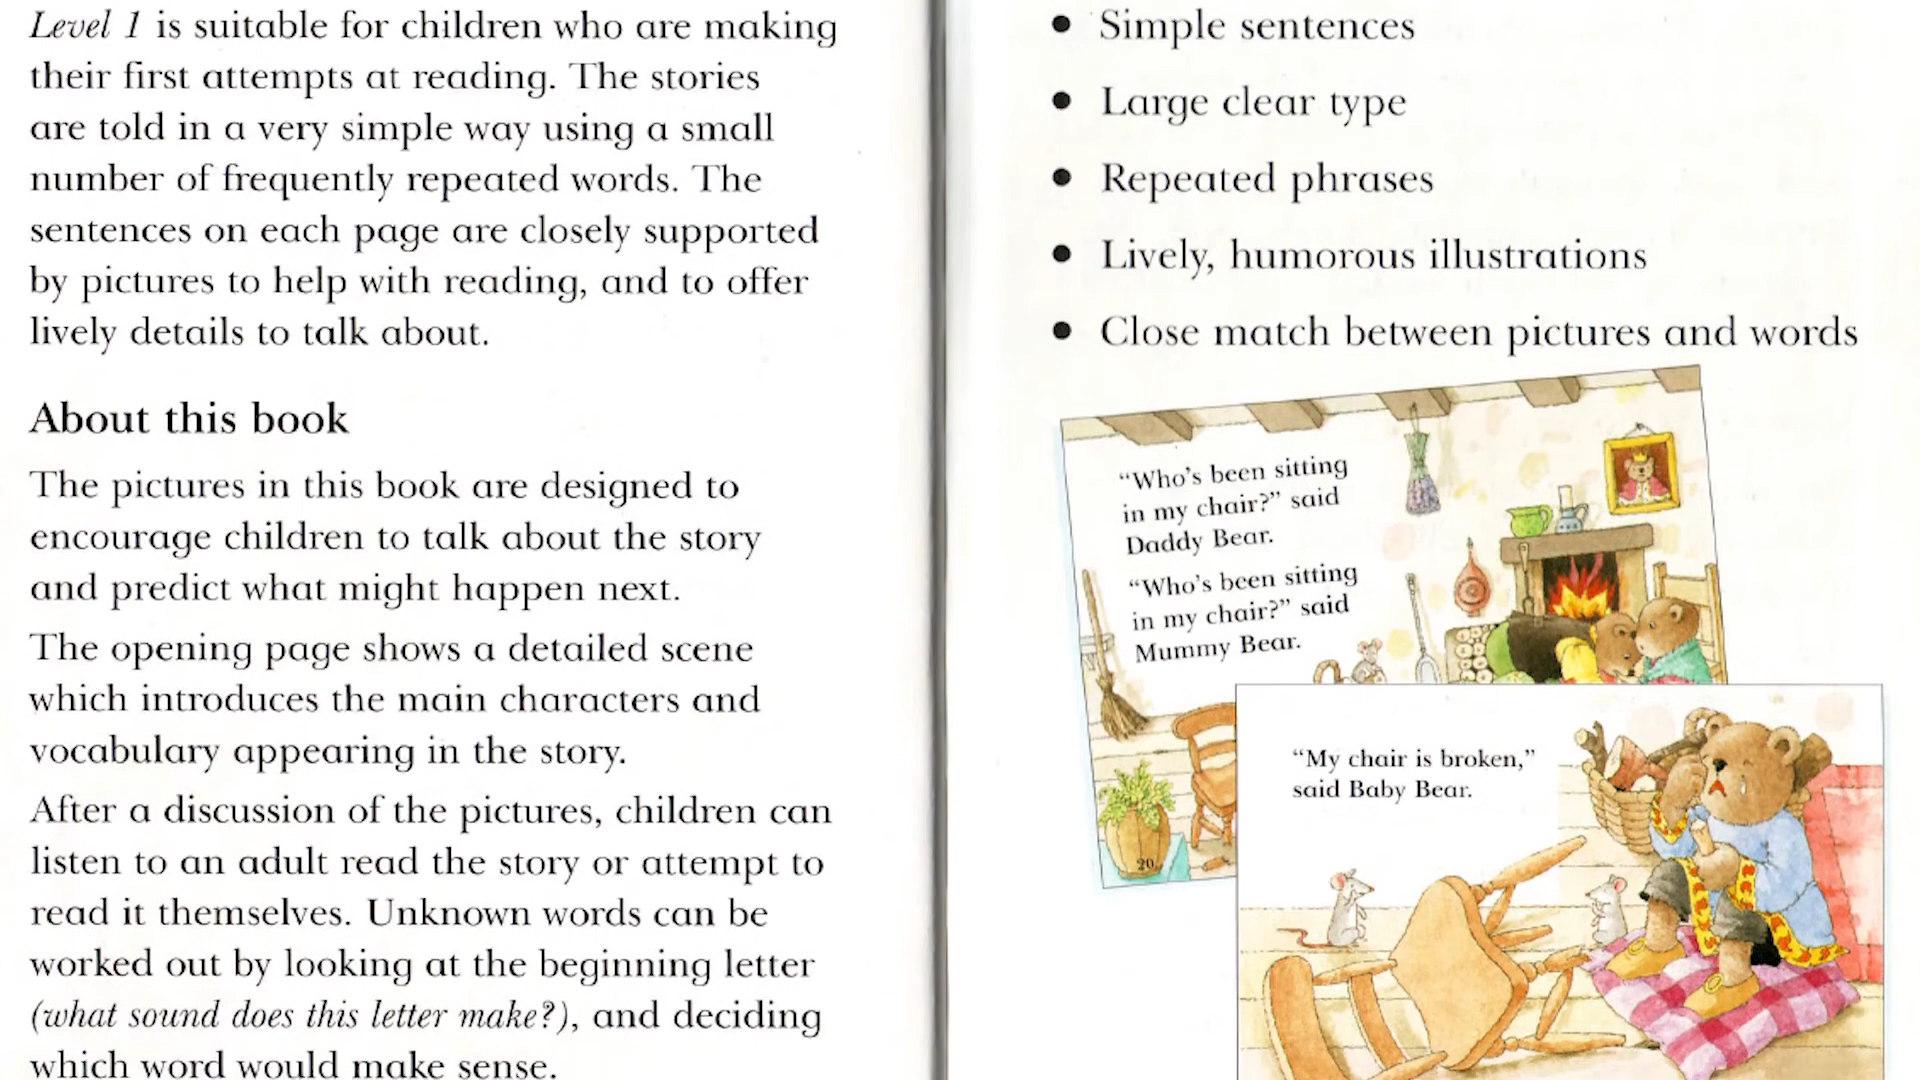 Level 1 is suitable for children who are making
their first attempts at reading. The stories
are told in a very simple way using a small
number of frequently repeated words. The
sentences on each page are closely supported
by pictures to help with reading, and to offer
lively details to talk about.
About this book
The pictures in this book are designed to
encourage children to talk about the story
and predict what might happen next.
The opening page shows a detailed scene
which introduces the main characters and
vocabulary appearing in the story.
After a discussion of the pictures, children can
listen to an adult read the story or attempt to
read it themselves. Unknown words can be
worked out by looking at the beginning letter
(what sound does this letter make?), and deciding
which word would make sense.
• Simple sentences
• Large clear type
• Repeated phrases
• Lively, humorous illustrations
• Close match between pictures and words
“Who’s been sitting
in my chair?” said
Daddy Bear.
“Who’s been sitting
in my chair?” said
Mummy Bear.
20
“My chair is broken,”
said Baby Bear.